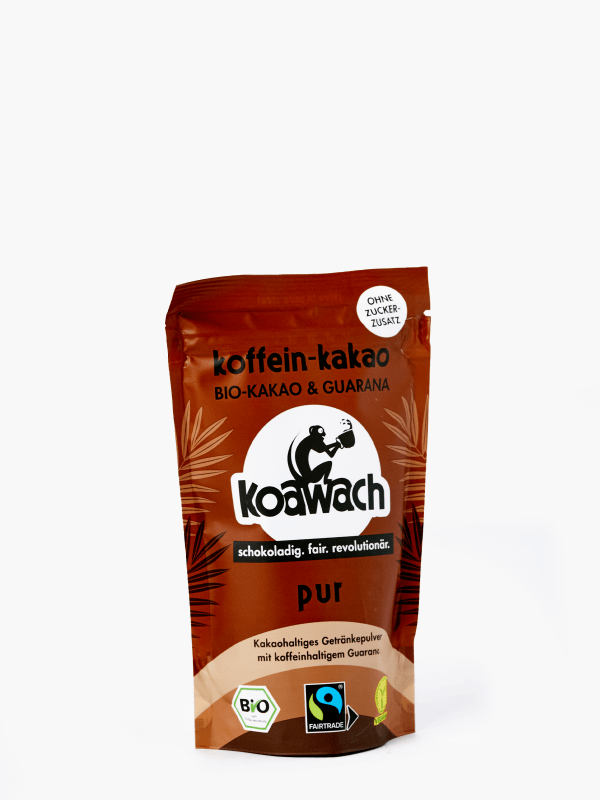 OHNE
ZUCKER-
ZUSATZ
koffein-kakao
BIO-KAKAO & GUARANA
koawach
schokoladig. fair. revolutionär.
pur
Kakaohaltiges Getränkepulver
mit koffeinhaltigem Guarana
BIO
®
FAIRTRADE